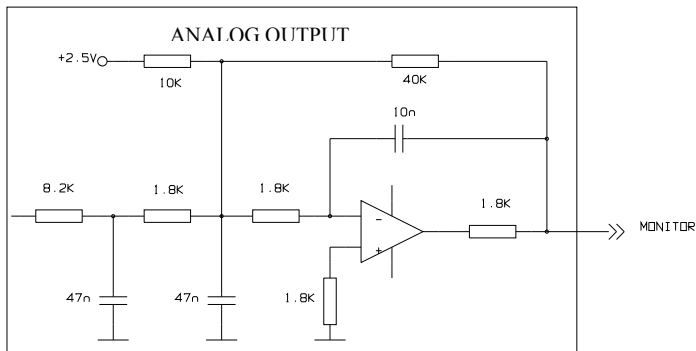 ANALOG OUTPUT
+2.5V
10K
40K
10n
8.2K
1.8K
1.8K
-
+
1.8K
MONITOR
47n
47n
1.8K